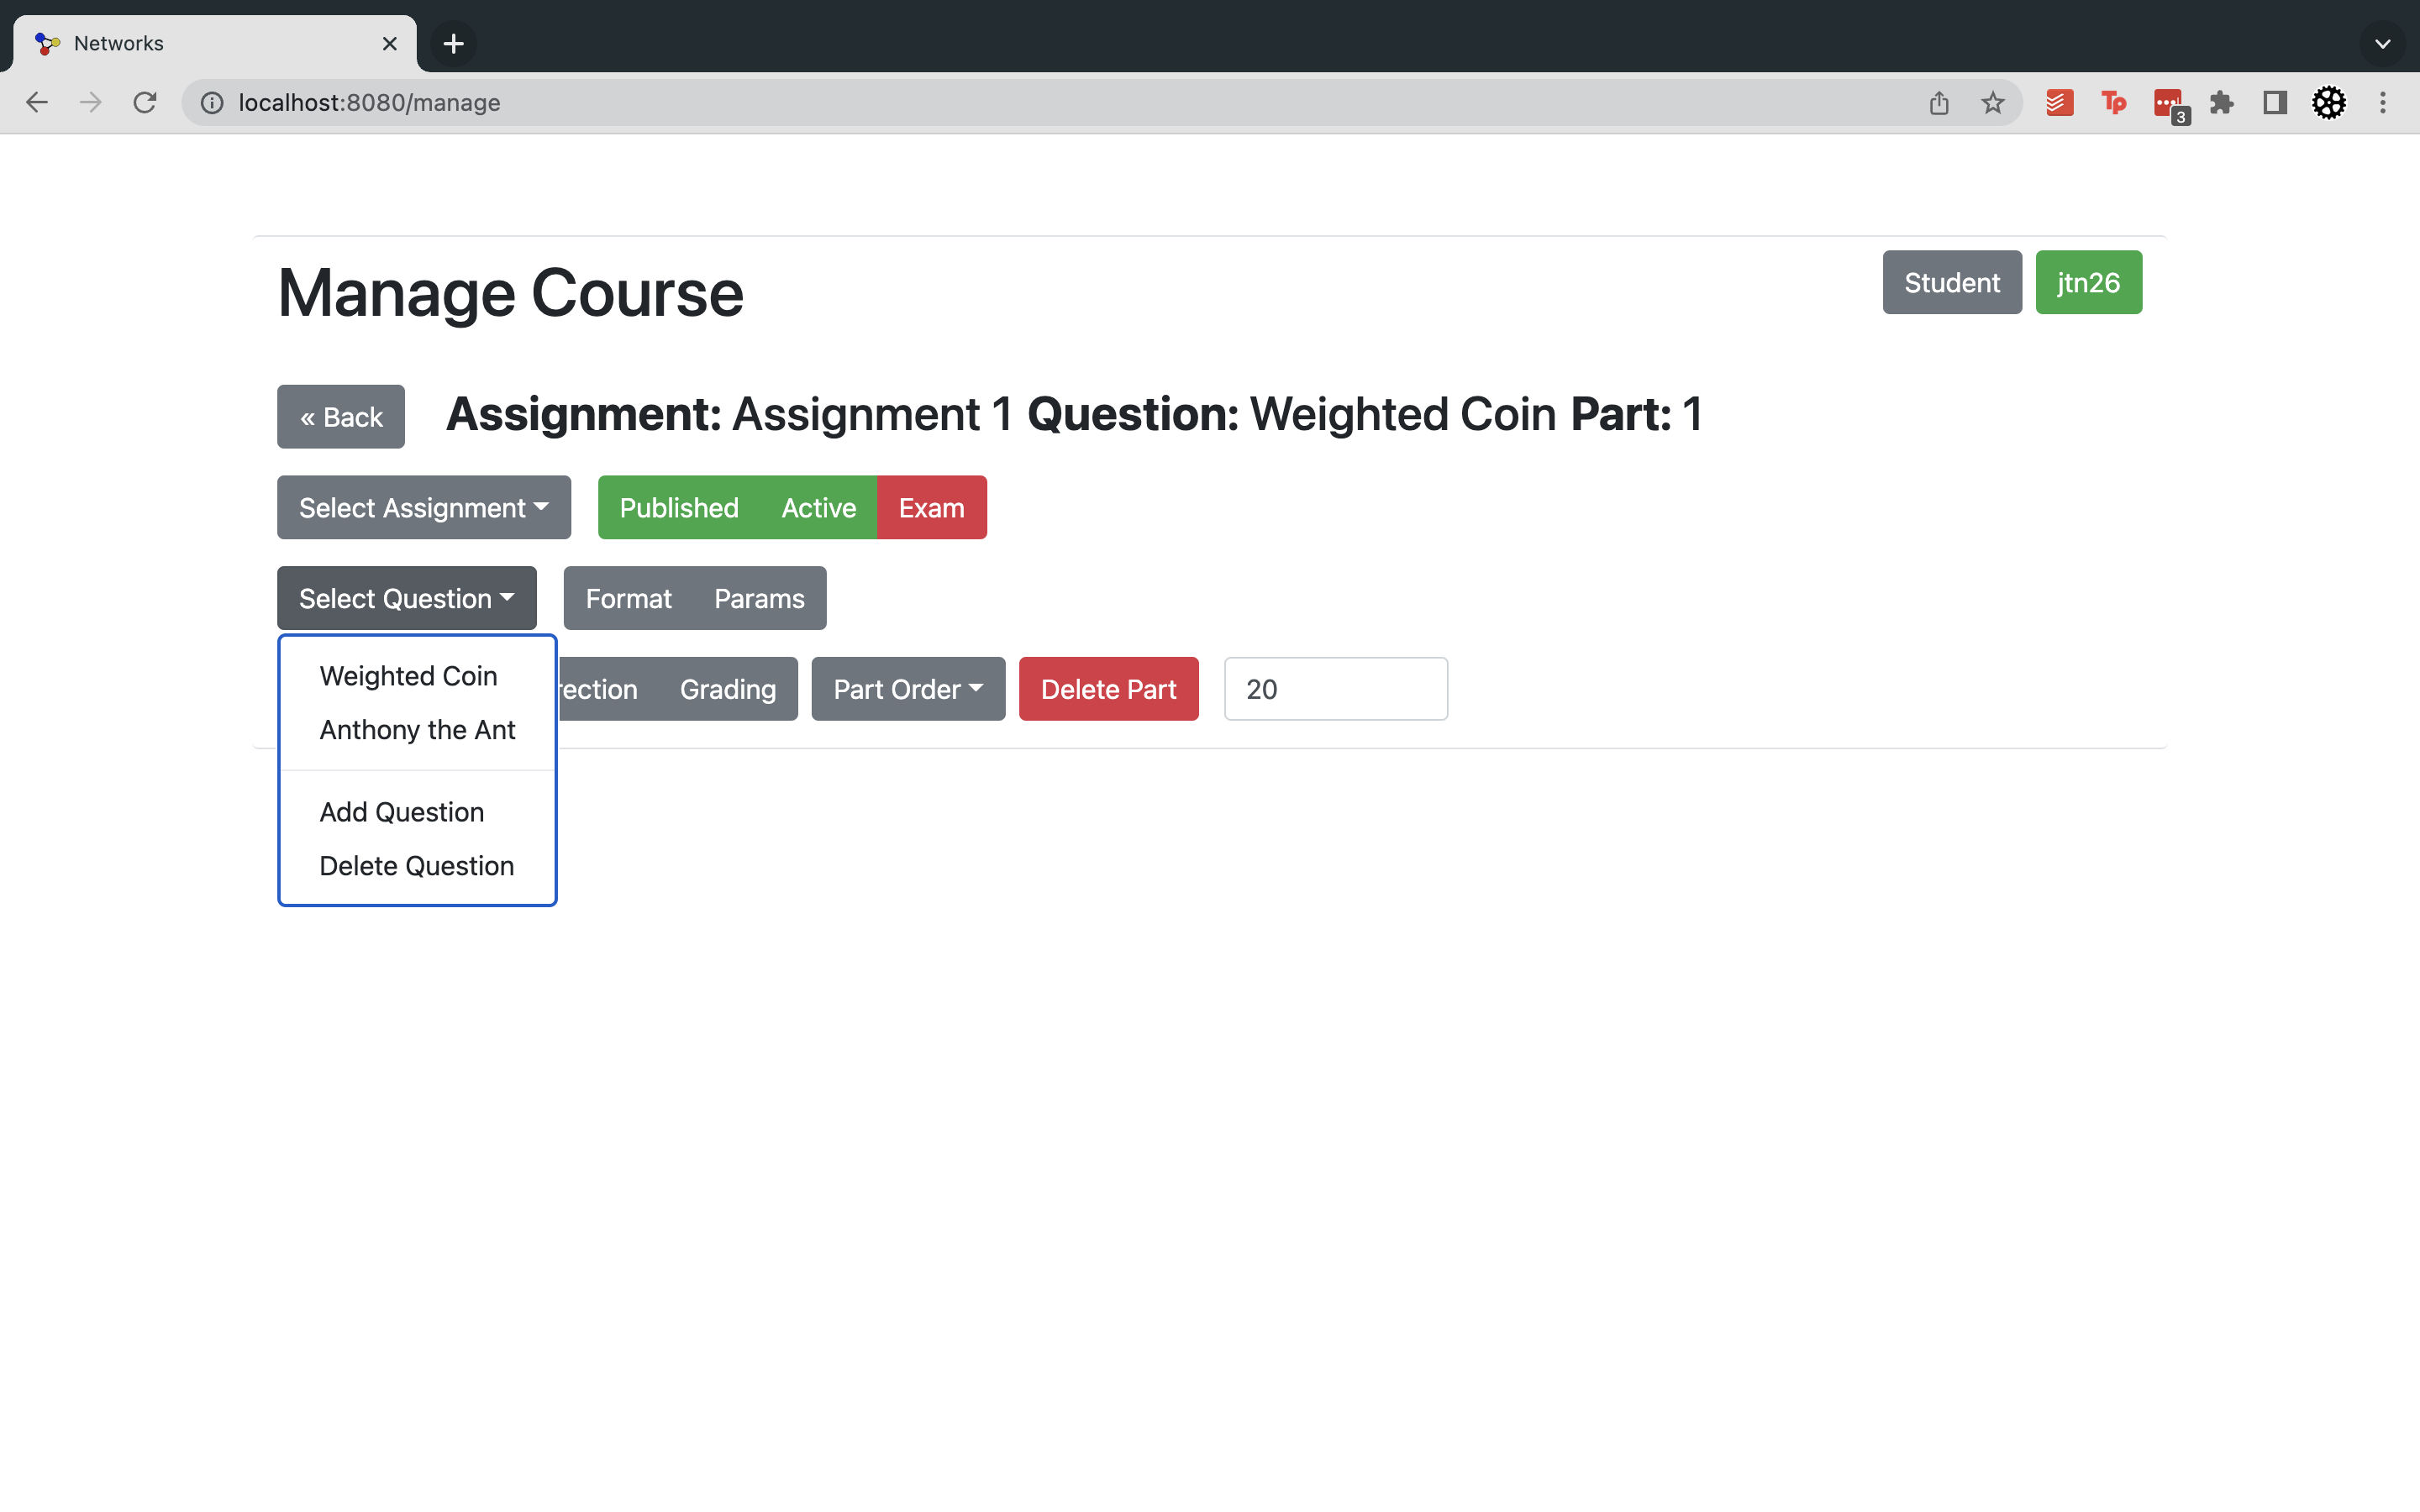 Networks
localhost:8080/manage
3
Manage Course
Student jtn26
« Back Assignment: Assignment 1 Question: Weighted Coin Part: 1
Select Assignment Published Active Exam
Select Question Format Params
Weighted Coin
rection Grading Part Order Delete Part 20
Anthony the Ant
Add Question
Delete Question